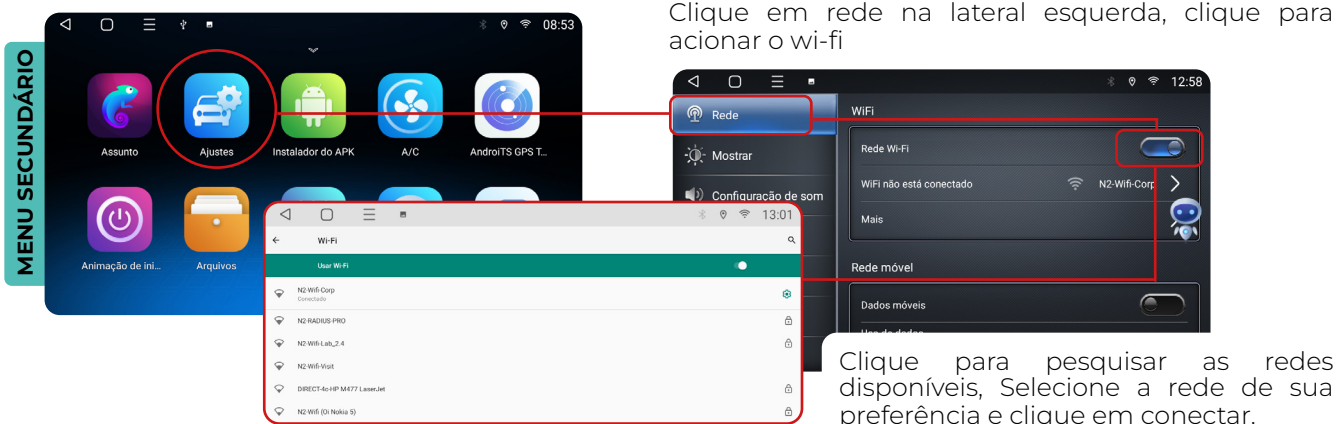 MENU SECUNDÁRIO
08:53
Assunto
Ajustes
Instalador do APK
A/C
AndroiTS GPS T...
Animação de ini...
Arquivos
Clique em rede na lateral esquerda, clique para
acionar o wi-fi
12:58
Rede
WiFi
Mostrar
Rede Wi-Fi
Configuração de som
WiFi não está conectado
N2-Wifi-Corp
Mais
Rede móvel
Dados móveis
13:01
Wi-Fi
Usar Wi-Fi
N2-Wifi-Corp
Conectado
N2-RADIUS-PRO
N2-Wifi-Lab_2.4
N2-Wifi-Visit
DIRECT-4c-HP M477 LaserJet
N2-Wifi (Oi Nokia 5)
Clique para pesquisar as redes
disponíveis, Selecione a rede de sua
preferência e clique em conectar.